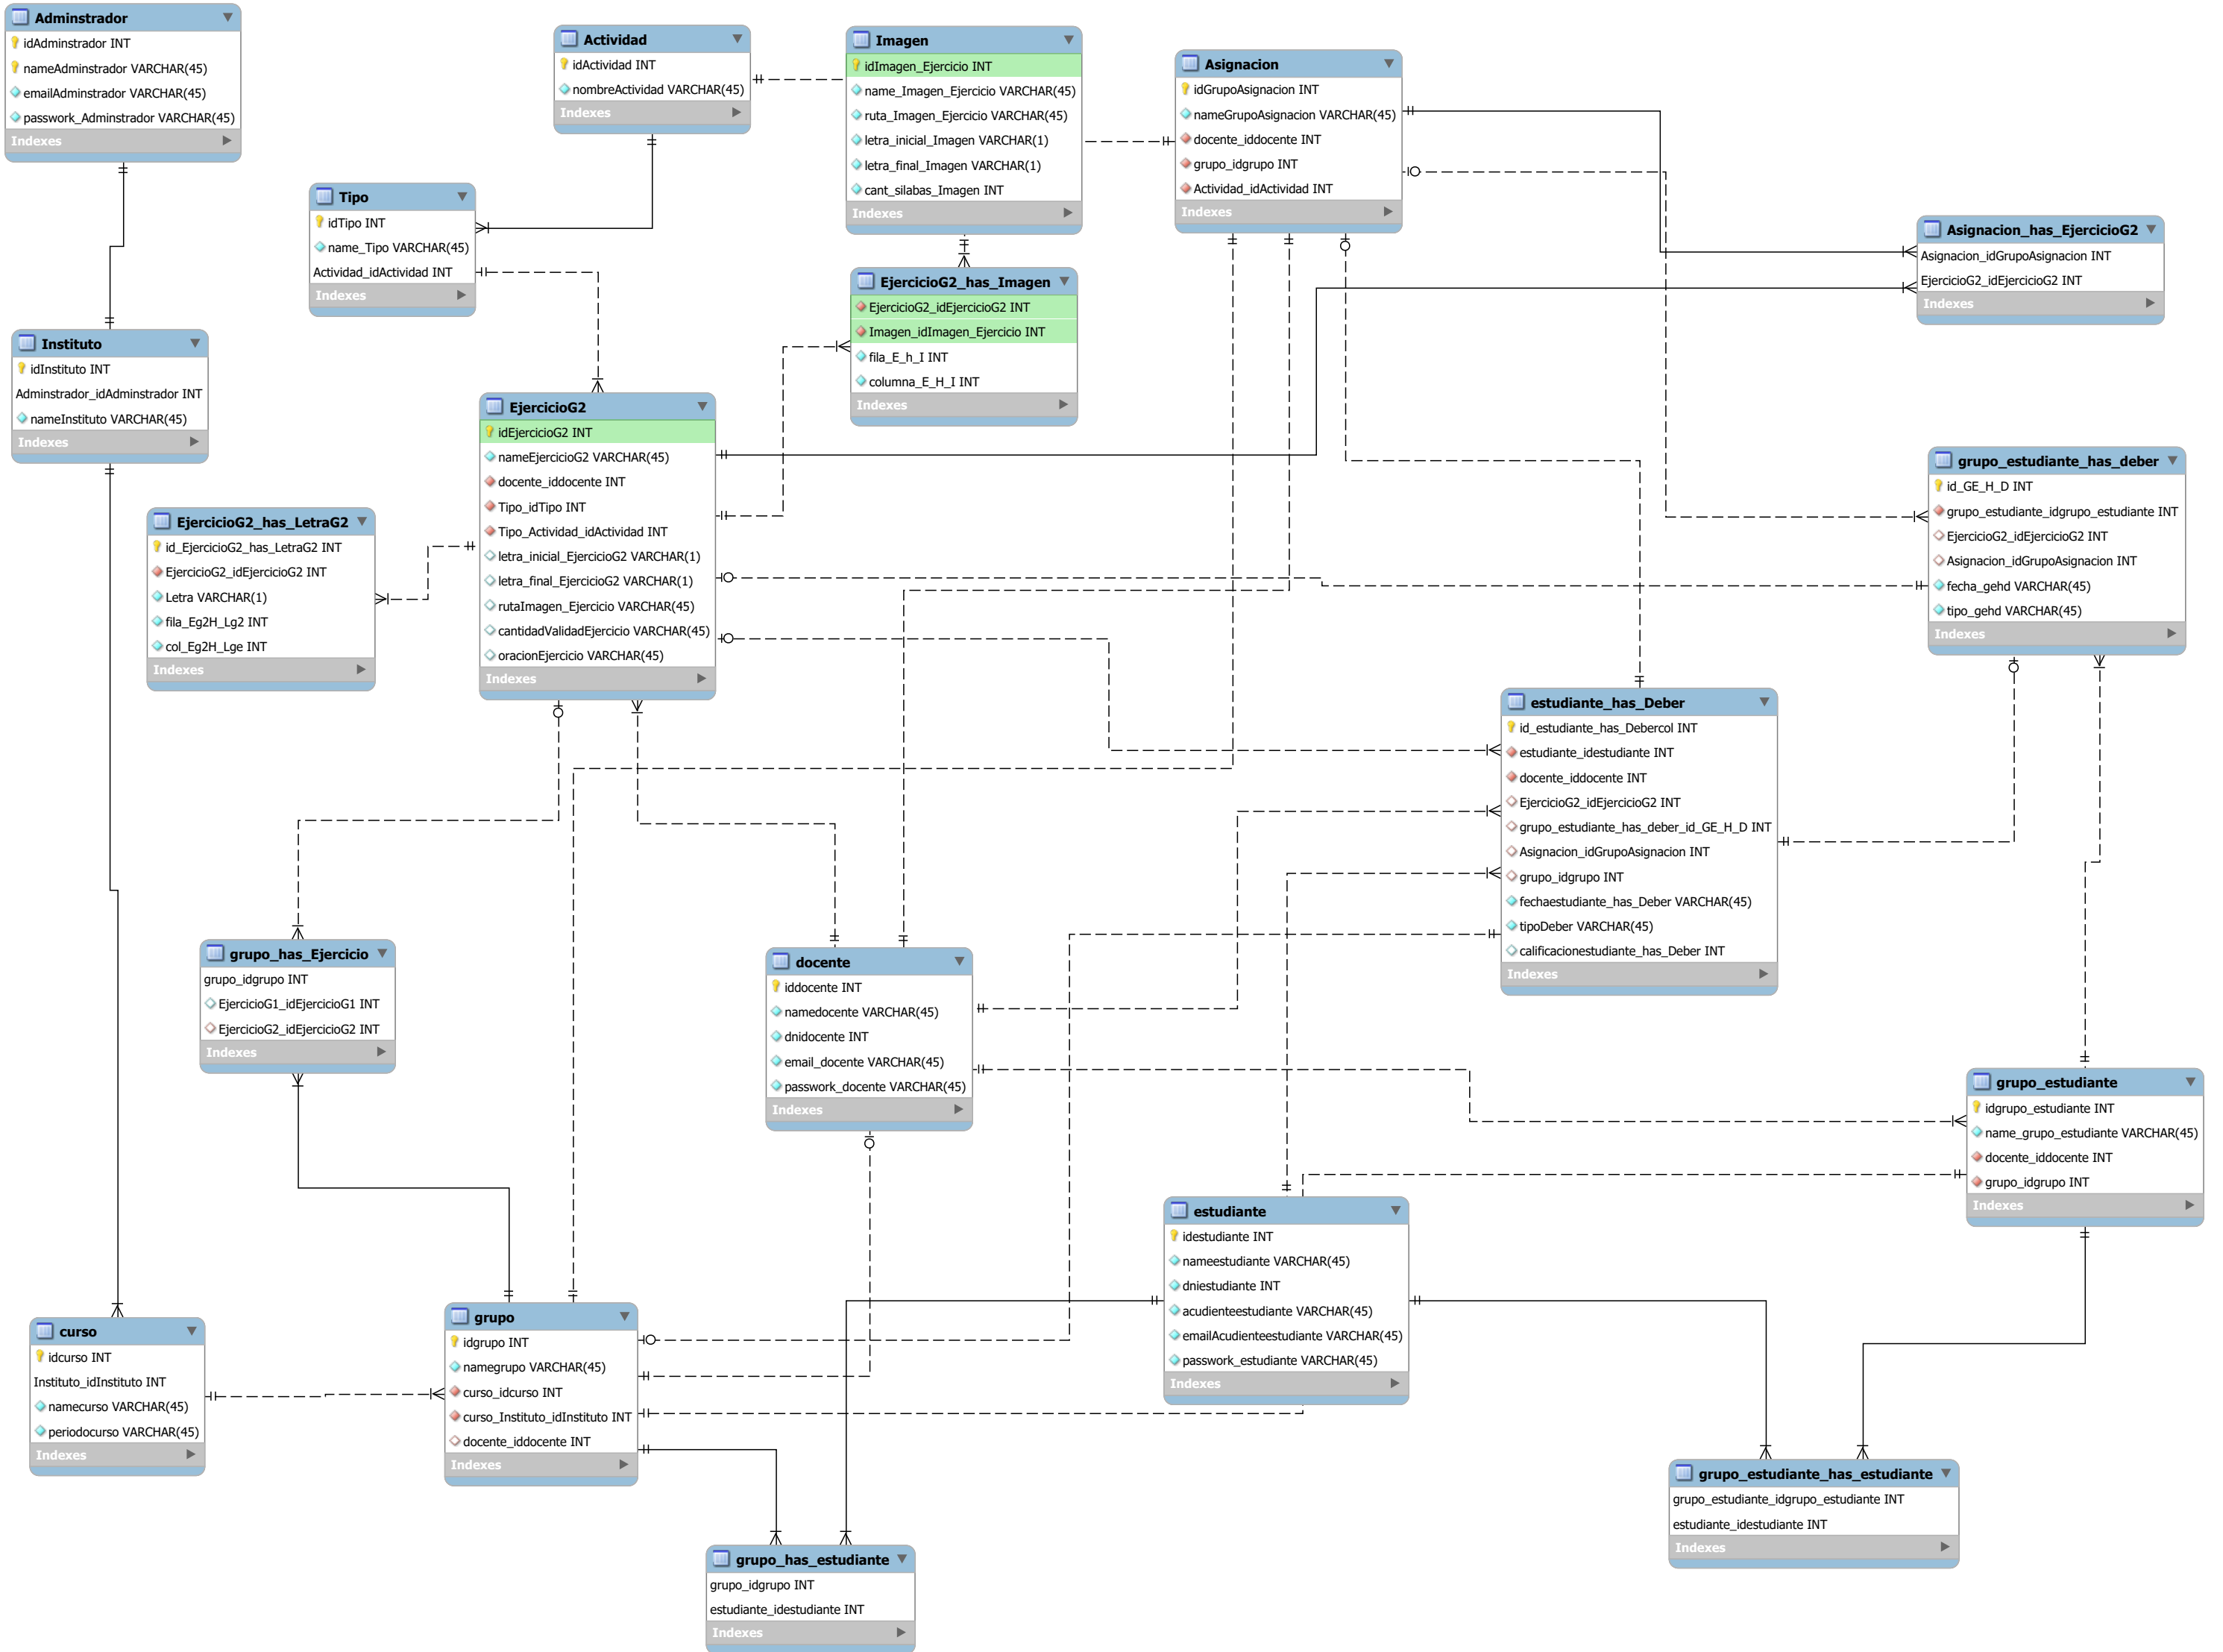 Adminstrador
idAdminstrador INT
nameAdminstrador VARCHAR(45)
emailAdminstrador VARCHAR(45)
passwork_Adminstrador VARCHAR(45)
Indexes
Actividad
idActividad INT
nombreActividad VARCHAR(45)
Indexes
Imagen
idImagen_Ejercicio INT
name_Imagen_Ejercicio VARCHAR(45)
ruta_Imagen_Ejercicio VARCHAR(45)
letra_inicial_Imagen VARCHAR(1)
letra_final_Imagen VARCHAR(1)
cant_silabas_Imagen INT
Indexes
Asignacion
idGrupoAsignacion INT
nameGrupoAsignacion VARCHAR(45)
docente_iddocente INT
grupo_idgrupo INT
Actividad_idActividad INT
Indexes
Tipo
idTipo INT
name_Tipo VARCHAR(45)
Actividad_idActividad INT
Indexes
Asignacion_has_EjercicioG2
Asignacion_idGrupoAsignacion INT
EjercicioG2_idEjercicioG2 INT
Indexes
EjercicioG2_has_Imagen
EjercicioG2_idEjercicioG2 INT
Imagen_idImagen_Ejercicio INT
fila_E_h_I INT
columna_E_H_I INT
Indexes
Instituto
idInstituto INT
Adminstrador_idAdminstrador INT
nameInstituto VARCHAR(45)
Indexes
EjercicioG2
idEjercicioG2 INT
nameEjercicioG2 VARCHAR(45)
docente_iddocente INT
Tipo_idTipo INT
Tipo_Actividad_idActividad INT
letra_inicial_EjercicioG2 VARCHAR(1)
letra_final_EjercicioG2 VARCHAR(1)
rutaImagen_Ejercicio VARCHAR(45)
cantidadValidadEjercicio VARCHAR(45)
oracionEjercicio VARCHAR(45)
Indexes
grupo_estudiante_has_deber
id_GE_H_D INT
grupo_estudiante_idgrupo_estudiante INT
EjercicioG2_idEjercicioG2 INT
Asignacion_idGrupoAsignacion INT
fecha_gehd VARCHAR(45)
tipo_gehd VARCHAR(45)
Indexes
EjercicioG2_has_LetraG2
id_EjercicioG2_has_LetraG2 INT
EjercicioG2_idEjercicioG2 INT
Letra VARCHAR(1)
fila_Eg2H_Lg2 INT
col_Eg2H_Lge INT
Indexes
estudiante_has_Deber
id_estudiante_has_Debercol INT
estudiante_idestudiante INT
docente_iddocente INT
EjercicioG2_idEjercicioG2 INT
grupo_estudiante_has_deber_id_GE_H_D INT
Asignacion_idGrupoAsignacion INT
grupo_idgrupo INT
fechaestudiante_has_Deber VARCHAR(45)
tipoDeber VARCHAR(45)
calificacionestudiante_has_Deber INT
Indexes
grupo_has_Ejercicio
grupo_idgrupo INT
EjercicioG1_idEjercicioG1 INT
EjercicioG2_idEjercicioG2 INT
Indexes
docente
iddocente INT
namedocente VARCHAR(45)
dnidocente INT
email_docente VARCHAR(45)
passwork_docente VARCHAR(45)
Indexes
grupo_estudiante
idgrupo_estudiante INT
name_grupo_estudiante VARCHAR(45)
docente_iddocente INT
grupo_idgrupo INT
Indexes
estudiante
idestudiante INT
nameestudiante VARCHAR(45)
dniestudiante INT
acudienteestudiante VARCHAR(45)
emailAcudienteestudiante VARCHAR(45)
passwork_estudiante VARCHAR(45)
Indexes
curso
idcurso INT
Instituto_idInstituto INT
namecurso VARCHAR(45)
periodocurso VARCHAR(45)
Indexes
grupo
idgrupo INT
namegrupo VARCHAR(45)
curso_idcurso INT
curso_Instituto_idInstituto INT
docente_iddocente INT
Indexes
grupo_estudiante_has_estudiante
grupo_estudiante_idgrupo_estudiante INT
estudiante_idestudiante INT
Indexes
grupo_has_estudiante
grupo_idgrupo INT
estudiante_idestudiante INT
Indexes